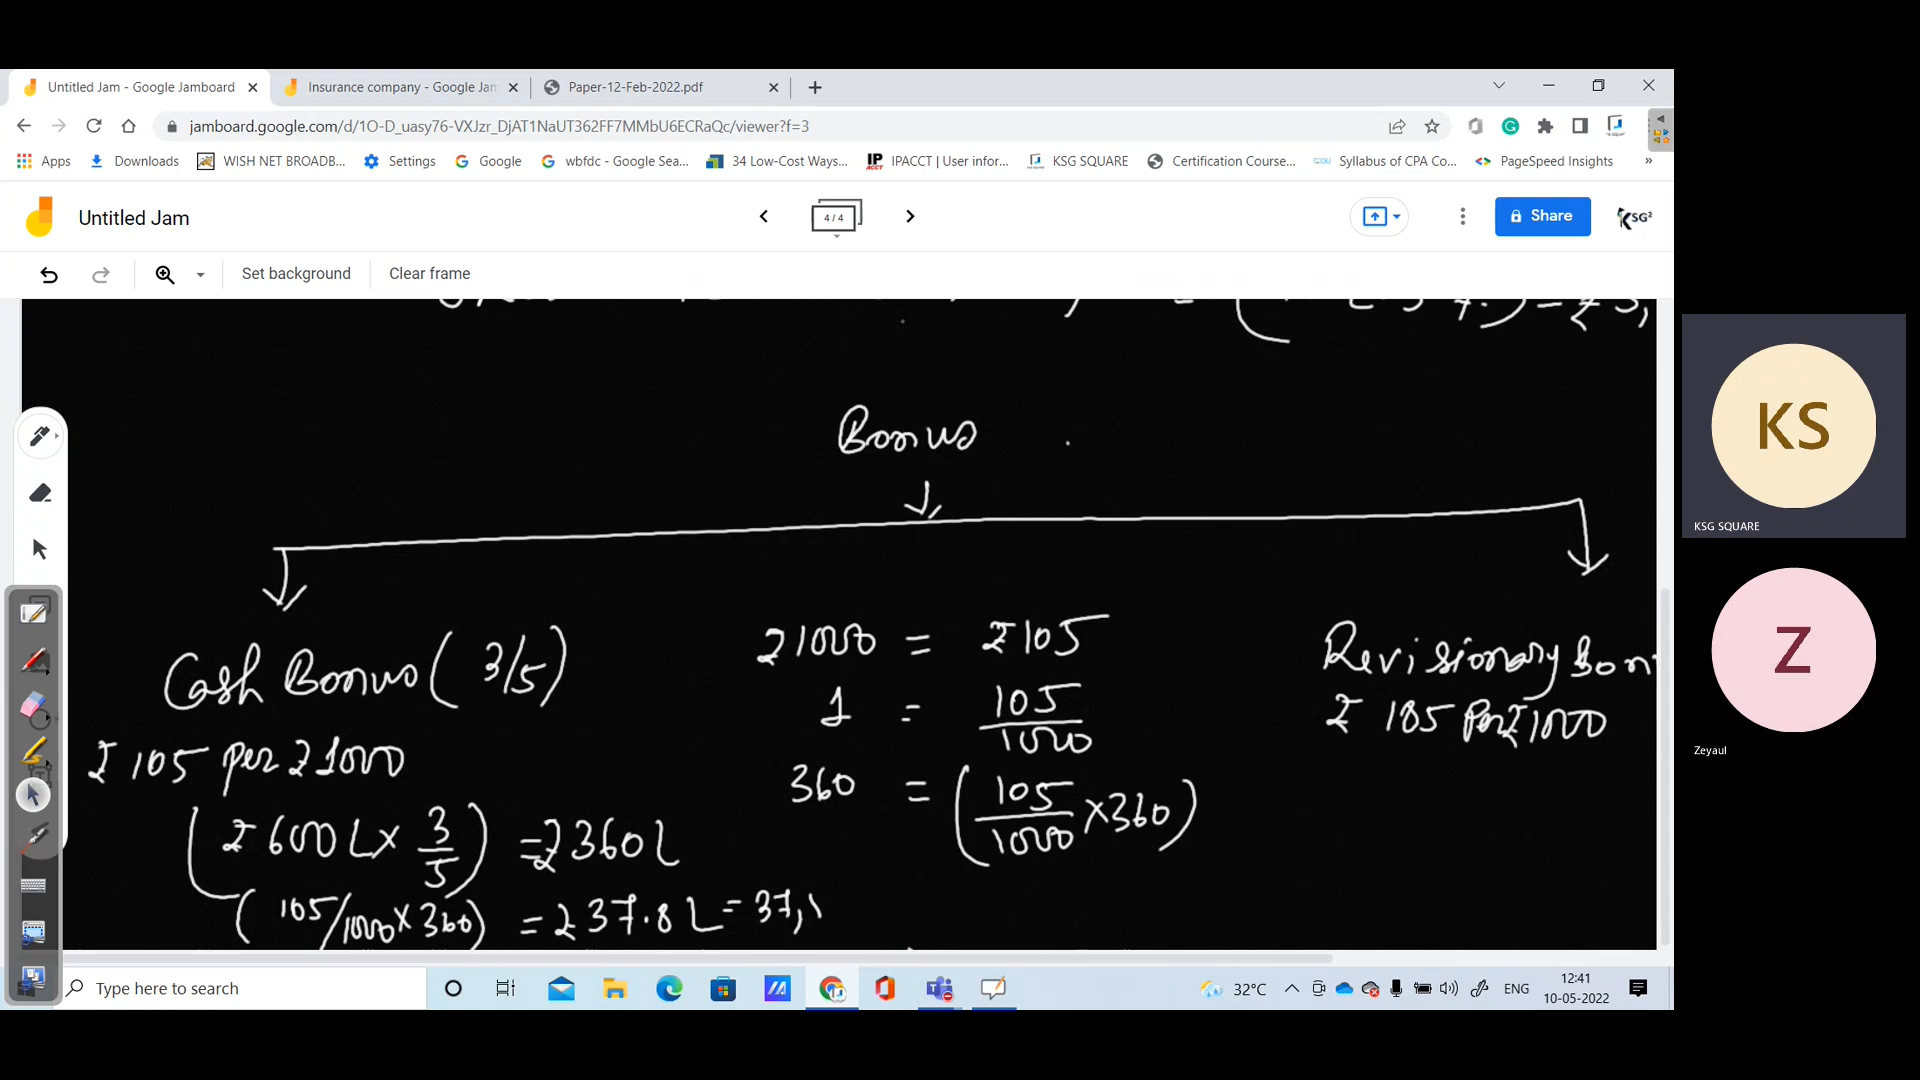 Untitled Jam - Google Jamboard
Insurance company - Google Jam
Paper-12-Feb-2022.pdf
jamboard.google.com/d/1O-D_uasy76-VXJzr_DjAT1NaUT362FF7MMbU6ECRaQc/viewer?f=3
Apps
Downloads
WISH NET BROADB...
Settings
Google
wbfdc - Google Sea...
34 Low-Cost Ways...
IPACCT | User infor...
KSG SQUARE
Certification Course...
Syllabus of CPA Co...
PageSpeed Insights
»
Untitled Jam
4 / 4
Share
KSG²
Set background
Clear frame
Bonus
Cash Bonus ( 3/5)
₹ 105 per ₹ 1000
(₹ 600 L x 3/5) = ₹ 360 L
( 105/1000 x 360) = ₹ 37.8 L = 37,
₹ 1000 = ₹ 105
1 = 105/1000
360 = (105/1000 x 360)
Revisionary Bon
₹ 185 Per ₹ 1000
KS
KSG SQUARE
Z
Zeyaul
Type here to search
32°C
ENG
12:41
10-05-2022